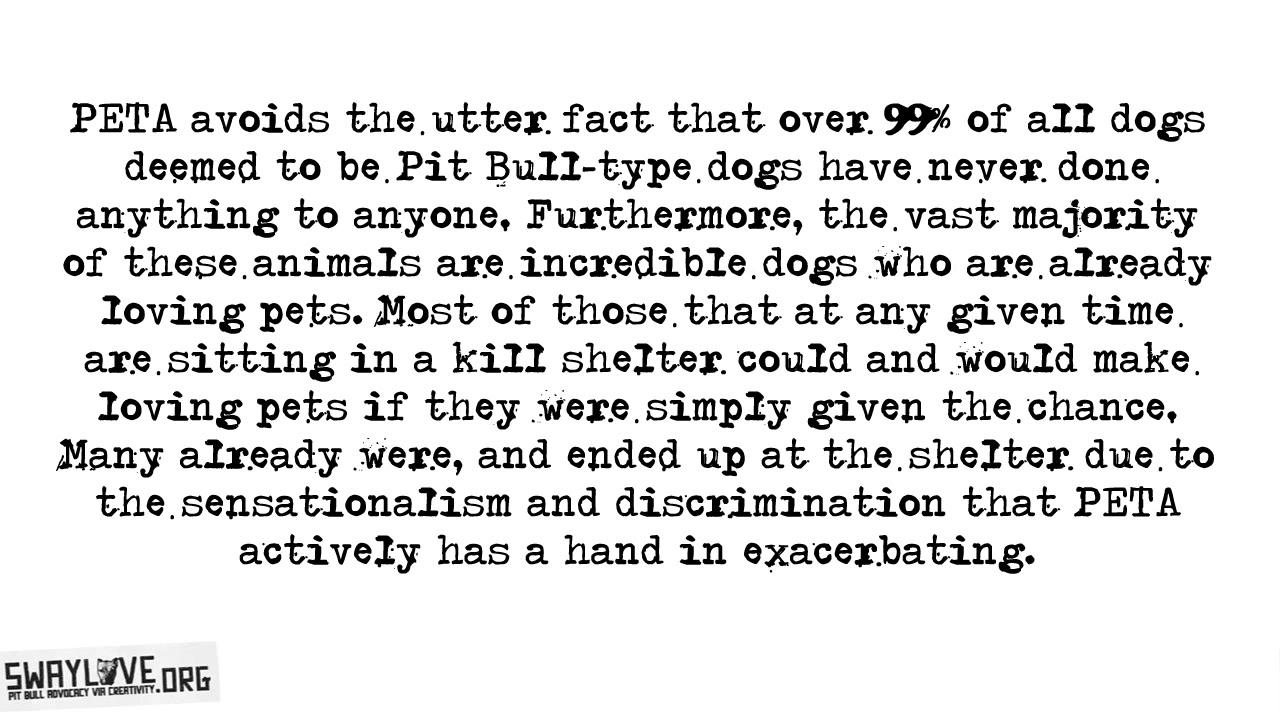 PETA avoids the utter fact that over 99% of all dogs
deemed to be Pit Bull-type dogs have never done
anything to anyone. Furthermore, the vast majority
of these animals are incredible dogs who are already
loving pets. Most of those that at any given time
are sitting in a kill shelter could and would make
loving pets if they were simply given the chance.
Many already were, and ended up at the shelter due to
the sensationalism and discrimination that PETA
actively has a hand in exacerbating.
SWAYLOVE.ORG
PIT BULL ADVOCACY VIA CREATIVITY